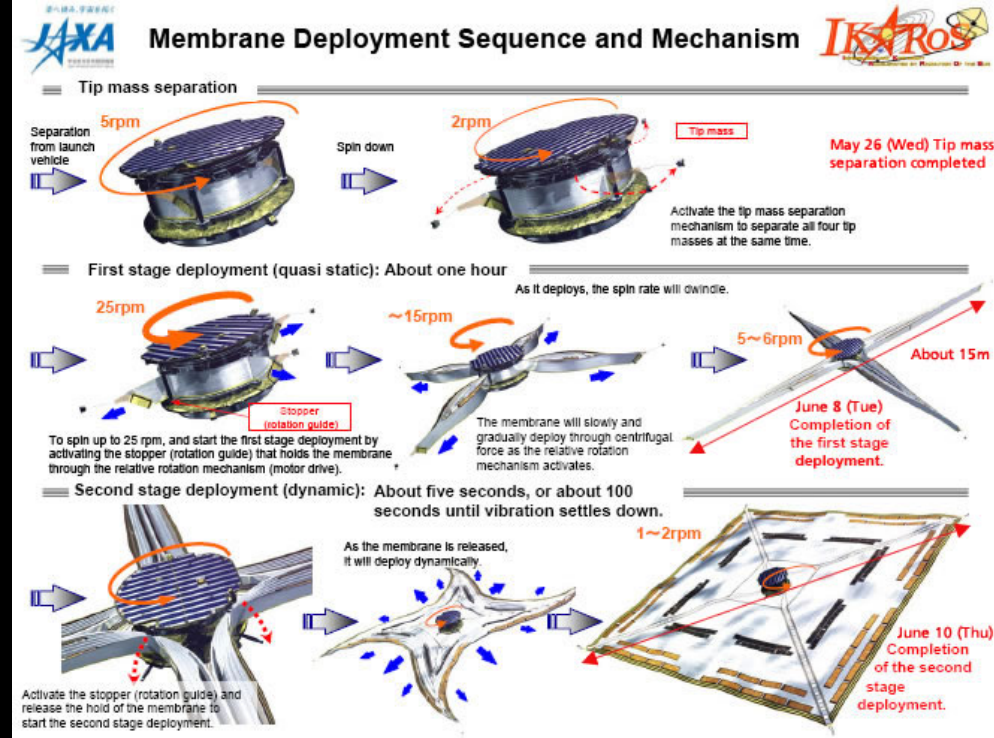 JAXA
Membrane Deployment Sequence and Mechanism
IKAROS
Tip mass separation
Separation
from launch
vehicle
5rpm
Spin down
2rpm
Tip mass
May 26 (Wed) Tip mass
separation completed
Activate the tip mass separation
mechanism to separate all four tip
masses at the same time.
First stage deployment (quasi static): About one hour
As it deploys, the spin rate will dwindle.
25rpm
～15rpm
5～6rpm
About 15m
Stopper
(rotation guide)
To spin up to 25 rpm, and start the first stage deployment by
activating the stopper (rotation guide) that holds the membrane
through the relative rotation mechanism (motor drive).
The membrane will slowly and
gradually deploy through centrifugal
force as the relative rotation
mechanism activates.
June 8 (Tue)
Completion of
the first stage
deployment.
Second stage deployment (dynamic): About five seconds, or about 100
seconds until vibration settles down.
As the membrane is released,
it will deploy dynamically.
1～2rpm
Activate the stopper (rotation guide) and
release the hold of the membrane to
start the second stage deployment.
June 10 (Thu)
Completion
of the second
stage
deployment.